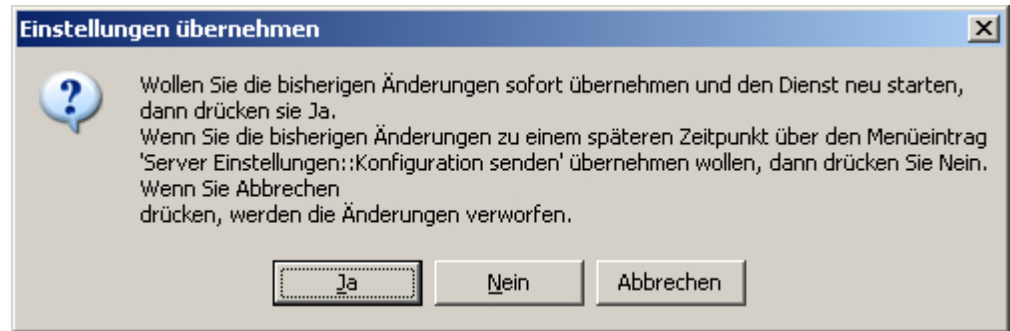 Einstellungen übernehmen
Wollen Sie die bisherigen Änderungen sofort übernehmen und den Dienst neu starten,
dann drücken sie Ja.
Wenn Sie die bisherigen Änderungen zu einem späteren Zeitpunkt über den Menüeintrag
'Server Einstellungen::Konfiguration senden' übernehmen wollen, dann drücken Sie Nein.
Wenn Sie Abbrechen
drücken, werden die Änderungen verworfen.
Ja Nein Abbrechen